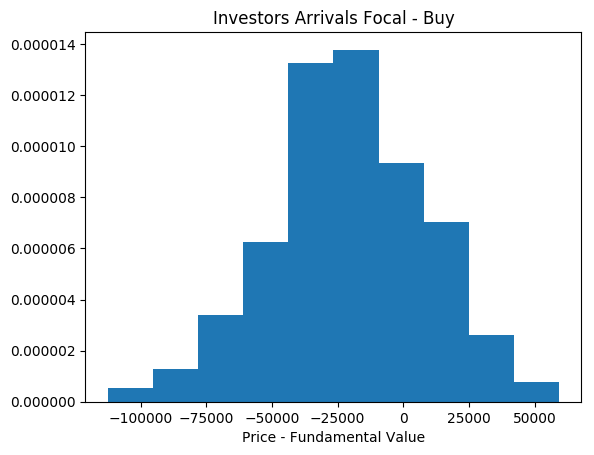 Investors Arrivals Focal - Buy
0.000014
0.000012
0.000010
0.000008
0.000006
0.000004
0.000002
0.000000
−100000 −75000 −50000 −25000 0 25000 50000
Price - Fundamental Value